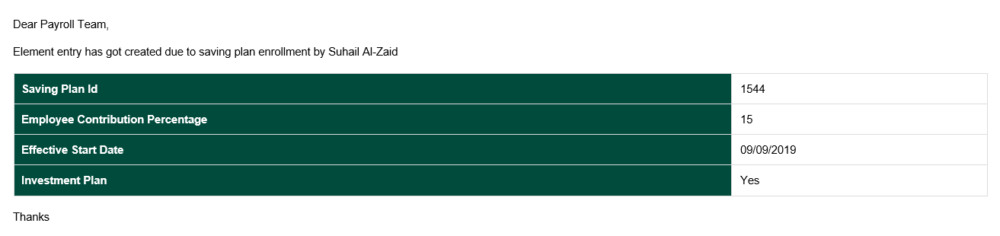 Dear Payroll Team,
Element entry has got created due to saving plan enrollment by Suhail Al-Zaid
Saving Plan Id 1544
Employee Contribution Percentage 15
Effective Start Date 09/09/2019
Investment Plan Yes
Thanks